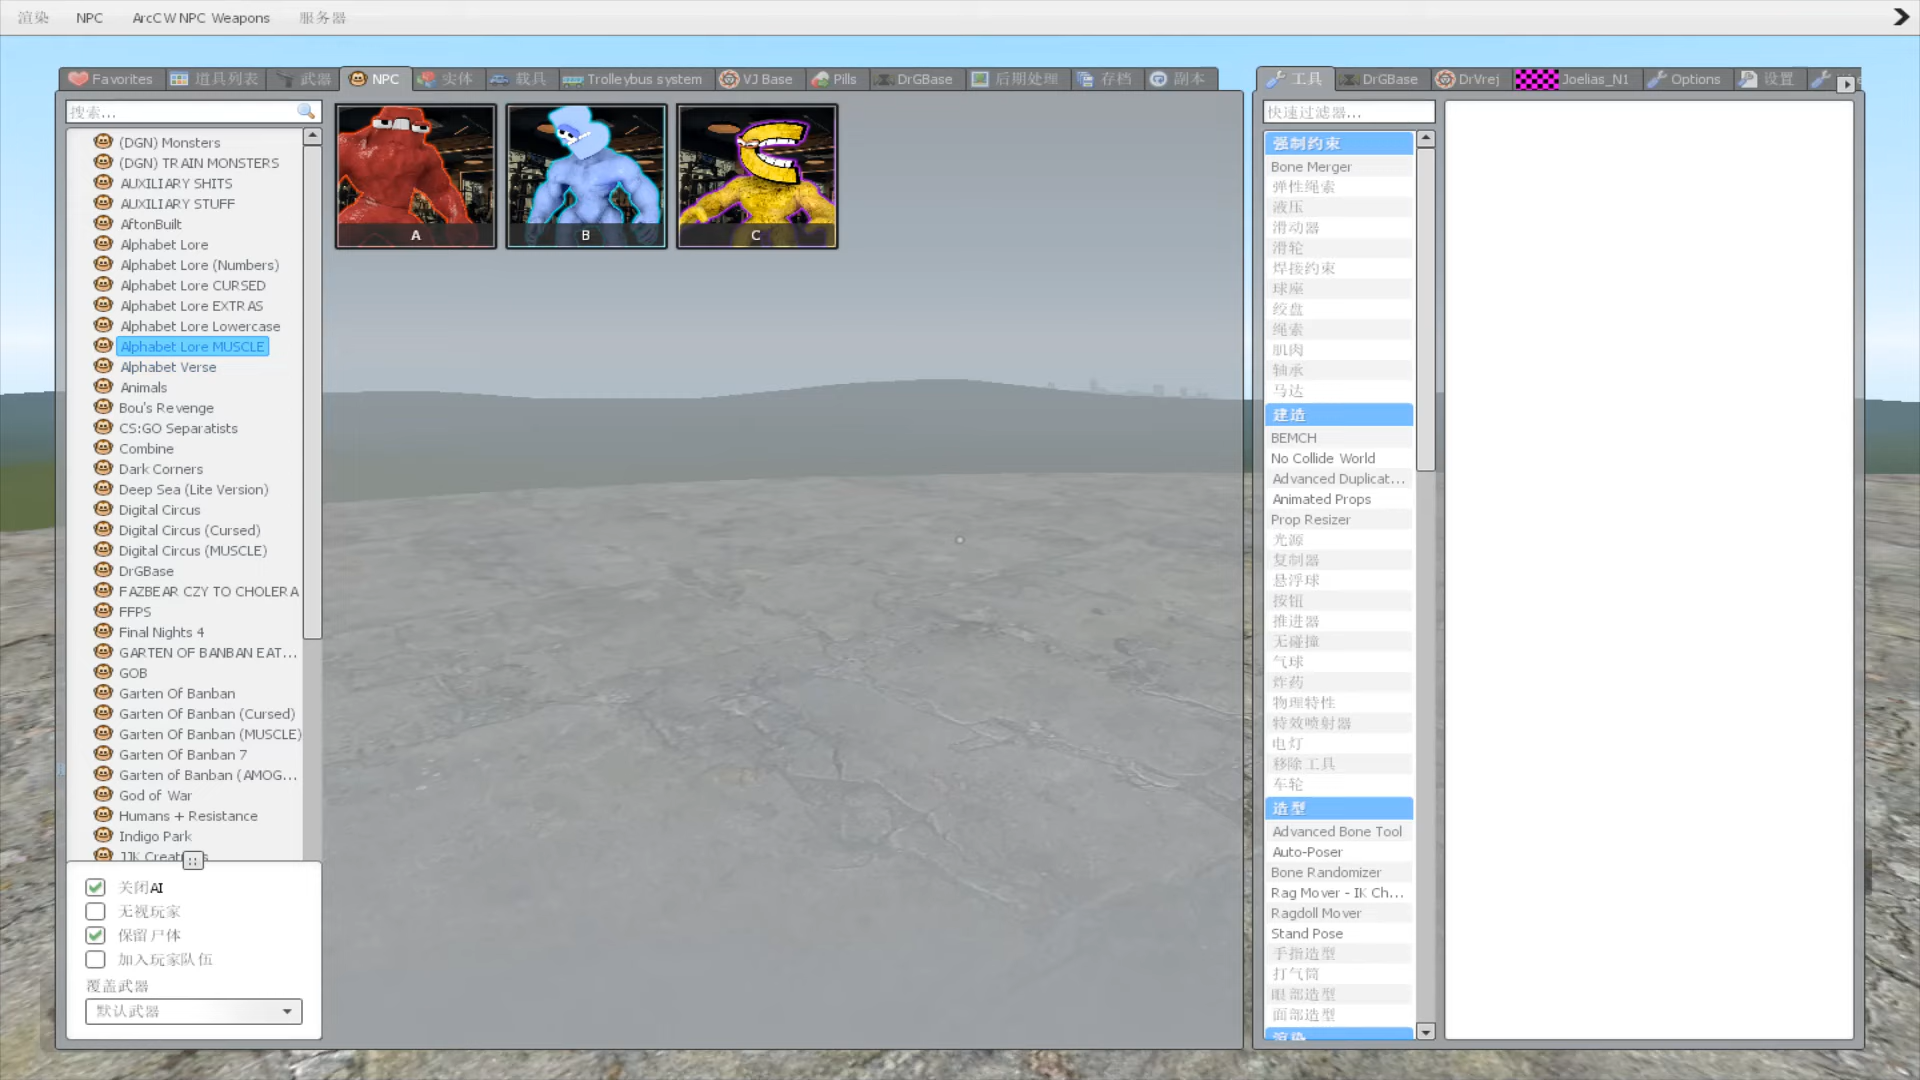 渲染 NPC ArcCW NPC Weapons 服务器
Favorites 道具列表 武器 NPC 实体 载具 Trolleybus system VJ Base Pills DrGBase 后期处理 存档 副本
搜索...
(DGN) Monsters
(DGN) TRAIN MONSTERS
AUXILIARY SHITS
AUXILIARY STUFF
AftonBuilt
Alphabet Lore
Alphabet Lore (Numbers)
Alphabet Lore CURSED
Alphabet Lore EXTRAS
Alphabet Lore Lowercase
Alphabet Lore MUSCLE
Alphabet Verse
Animals
Bou's Revenge
CS:GO Separatists
Combine
Dark Corners
Deep Sea (Lite Version)
Digital Circus
Digital Circus (Cursed)
Digital Circus (MUSCLE)
DrGBase
FAZBEAR CZY TO CHOLERA
FFPS
Final Nights 4
GARTEN OF BANBAN EAT...
GOB
Garten Of Banban
Garten Of Banban (Cursed)
Garten Of Banban (MUSCLE)
Garten Of Banban 7
Garten of Banban (AMOG...
God of War
Humans + Resistance
Indigo Park
关闭AI
无视玩家
保留尸体
加入玩家队伍
覆盖武器
默认武器
A
B
C
工具 DrGBase DrVrej Joelias_N1 Options 设置
快速过滤器...
强制约束
Bone Merger
弹性绳索
液压
滑动器
滑轮
焊接约束
球座
绞盘
绳索
肌肉
轴承
马达
建造
BEMCH
No Collide World
Advanced Duplicat...
Animated Props
Prop Resizer
光源
复制器
悬浮球
按钮
推进器
无碰撞
气球
炸药
物理特性
特效喷射器
电灯
移除工具
车轮
造型
Advanced Bone Tool
Auto-Poser
Bone Randomizer
Rag Mover - IK Ch...
Ragdoll Mover
Stand Pose
手指造型
打气筒
眼部造型
面部造型
渲染